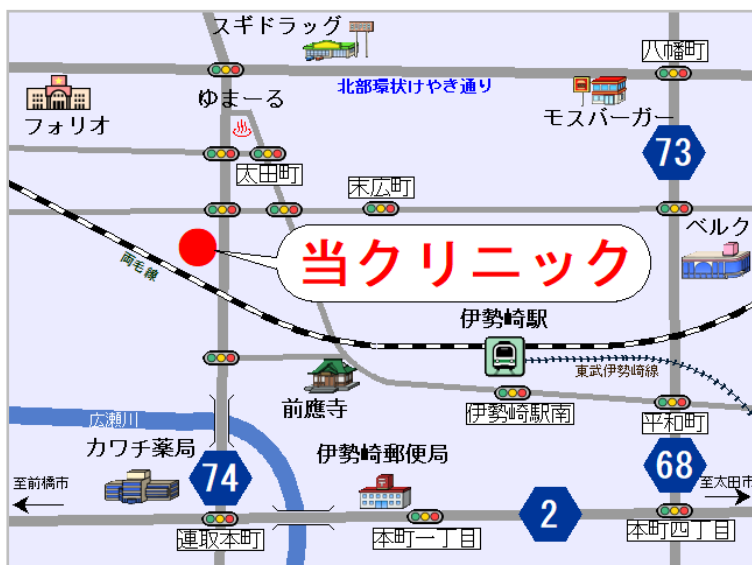 スギドラッグ
八幡町
北部環状けやき通り
ゆまーる
フォリオ
モスバーガー
73
太田町
末広町
ベルク
両毛線
当クリニック
伊勢崎駅
東武伊勢崎線
前應寺
伊勢崎駅南
平和町
広瀬川
カワチ薬局
伊勢崎郵便局
74
68
至前橋市
至太田市
2
連取本町
本町一丁目
本町四丁目